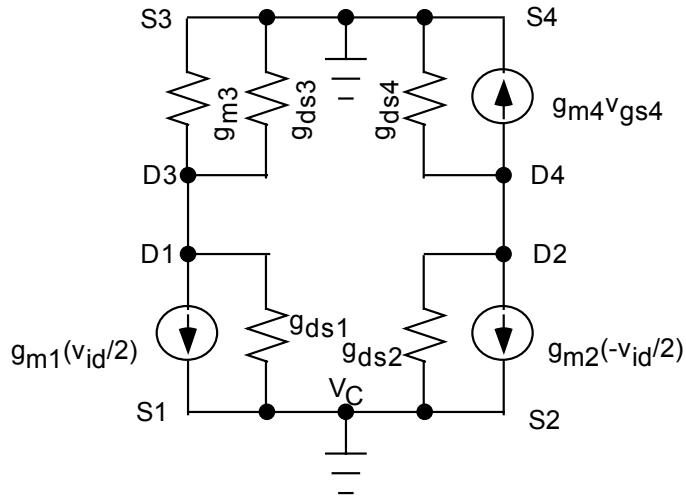 S3
S4
gm3
gds3
gds4
gm4vgs4
D3
D4
D1
D2
gm1(vid/2)
gds1
gds2
gm2(-vid/2)
S1
VC
S2